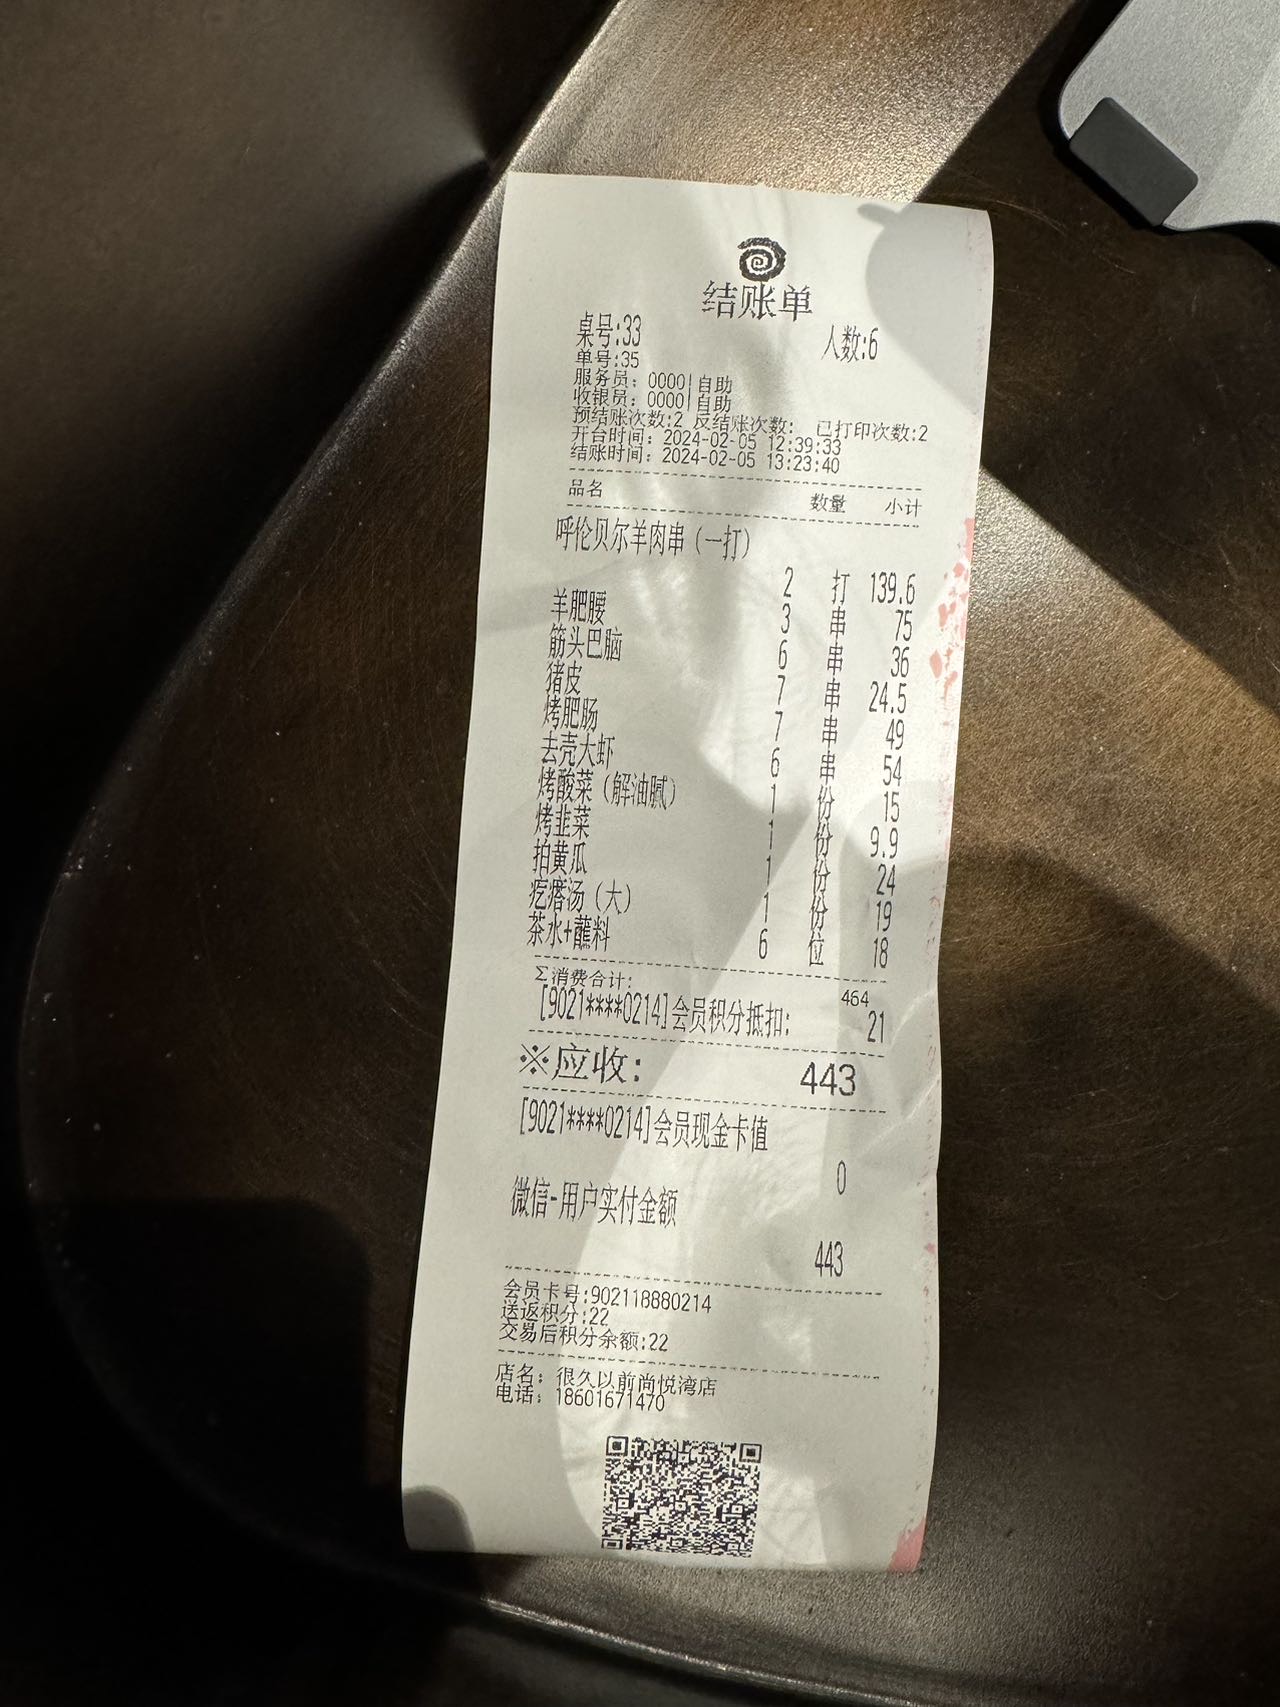 结账单
桌号:33 人数:6
单号:35
服务员: 0000|自助
收银员: 0000|自助
预结账次数:2 反结账次数: 已打印次数:2
开台时间: 2024-02-05 12:39:33
结账时间: 2024-02-05 13:23:40
品名 数量 小计
呼伦贝尔羊肉串(一打)
2 打 139.6
羊肥腰 3 串 75
筋头巴脑 6 串 36
猪皮 7 串 24.5
烤肥肠 7 串 49
去壳大虾 6 串 54
烤酸菜(解油腻) 1 份 15
烤韭菜 1 份 9.9
拍黄瓜 1 份 24
疙瘩汤(大) 1 份 19
茶水+蘸料 6 位 18
Σ消费合计: 464
[9021****0214]会员积分抵扣: 21
※应收: 443
[9021****0214]会员现金卡值
0
微信-用户实付金额
443
会员卡号:902118880214
送返积分:22
交易后积分余额:22
店名: 很久以前尚悦湾店
电话: 18601671470